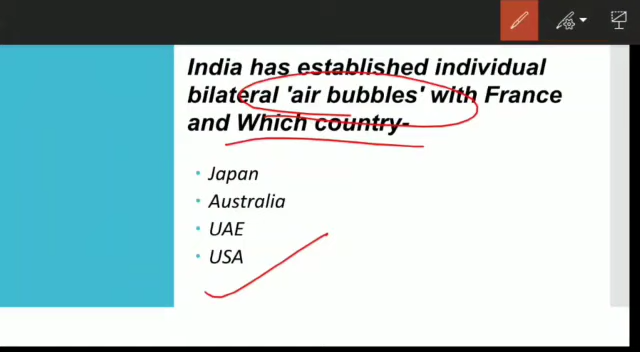 India has established individual
bilateral 'air bubbles' with France
and Which country-
• Japan
• Australia
• UAE
• USA